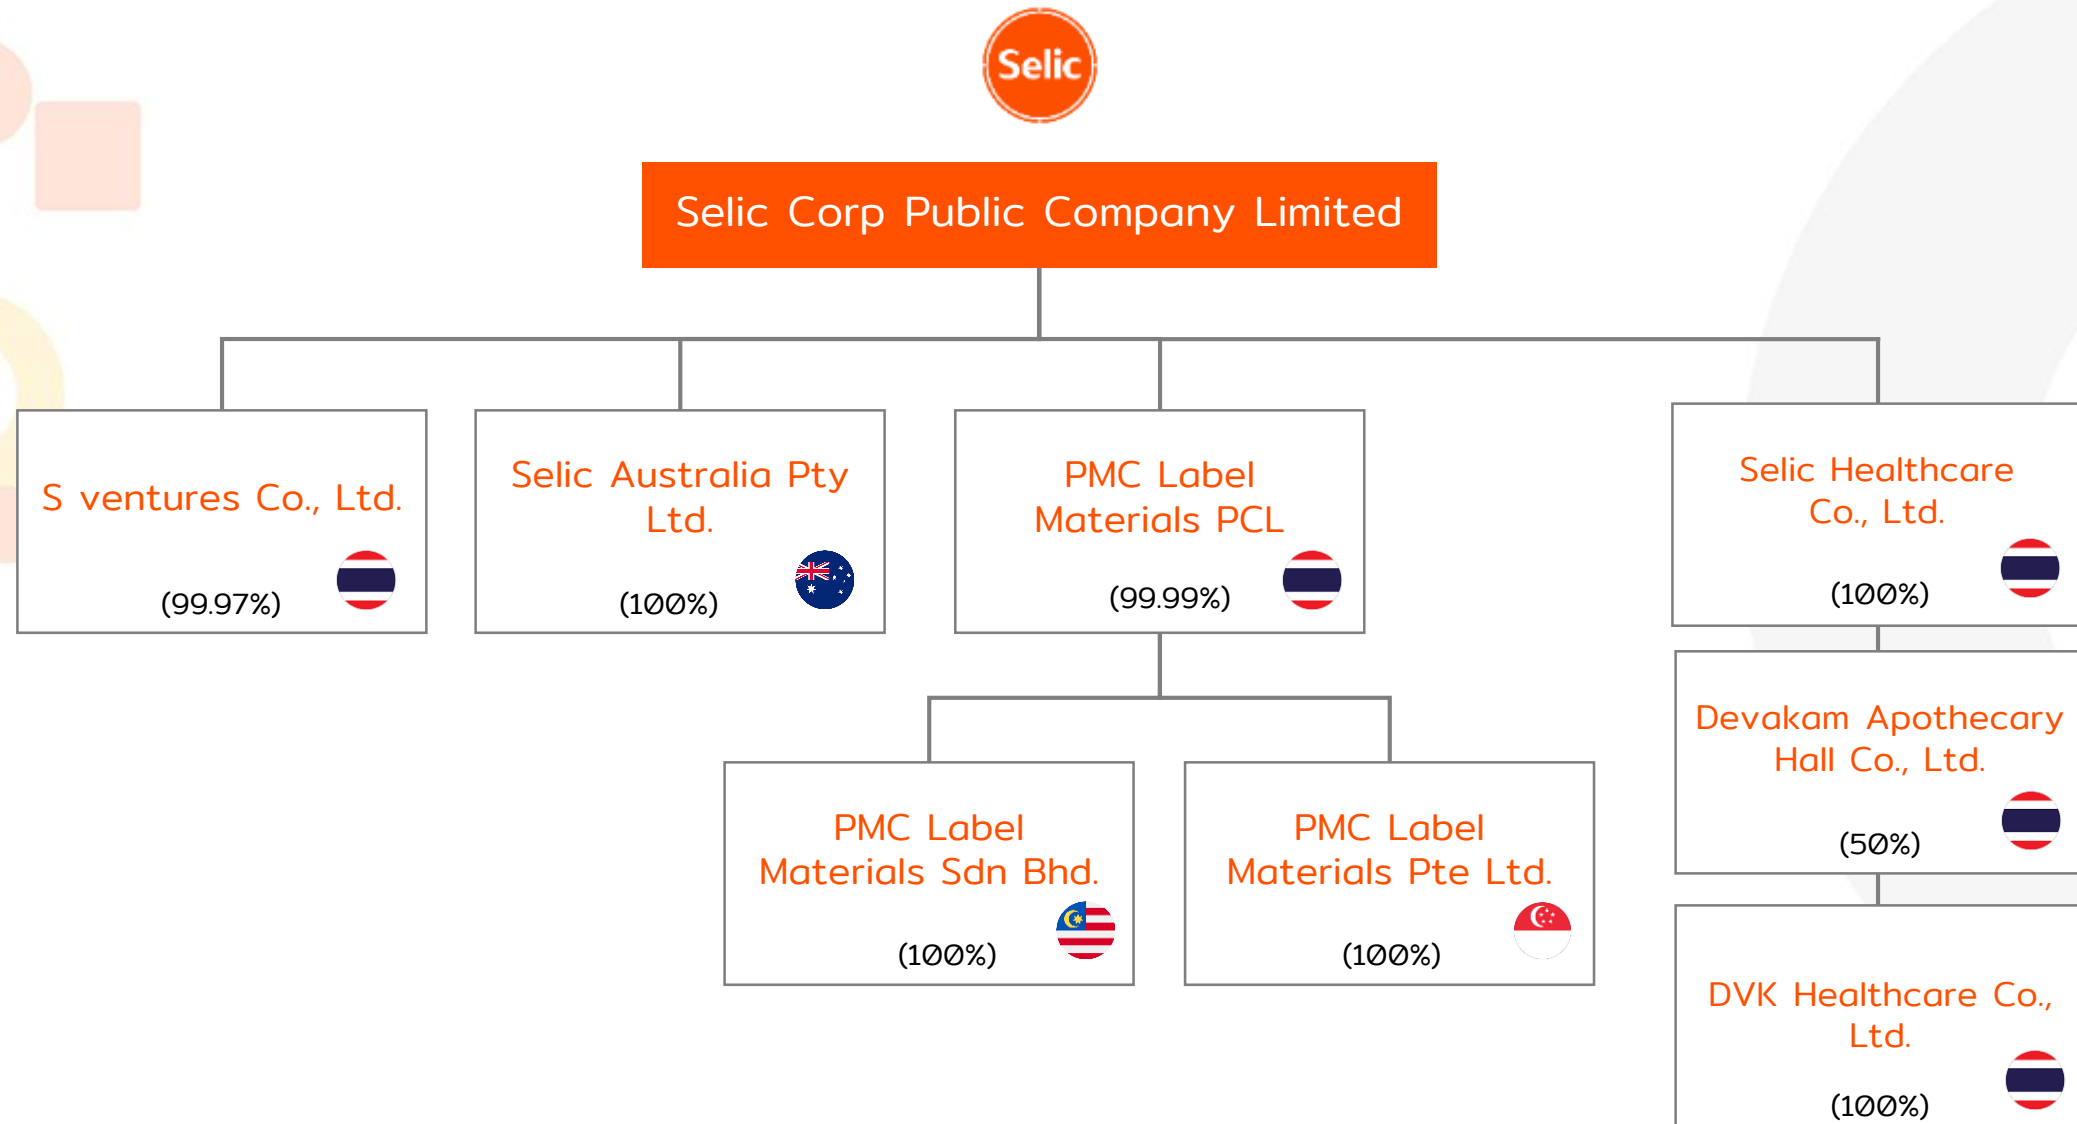 Selic
Selic Corp Public Company Limited
S ventures Co., Ltd.
(99.97%)
Selic Australia Pty
Ltd.
(100%)
PMC Label
Materials PCL
(99.99%)
Selic Healthcare
Co., Ltd.
(100%)
PMC Label
Materials Sdn Bhd.
(100%)
PMC Label
Materials Pte Ltd.
(100%)
Devakam Apothecary
Hall Co., Ltd.
(50%)
DVK Healthcare Co.,
Ltd.
(100%)